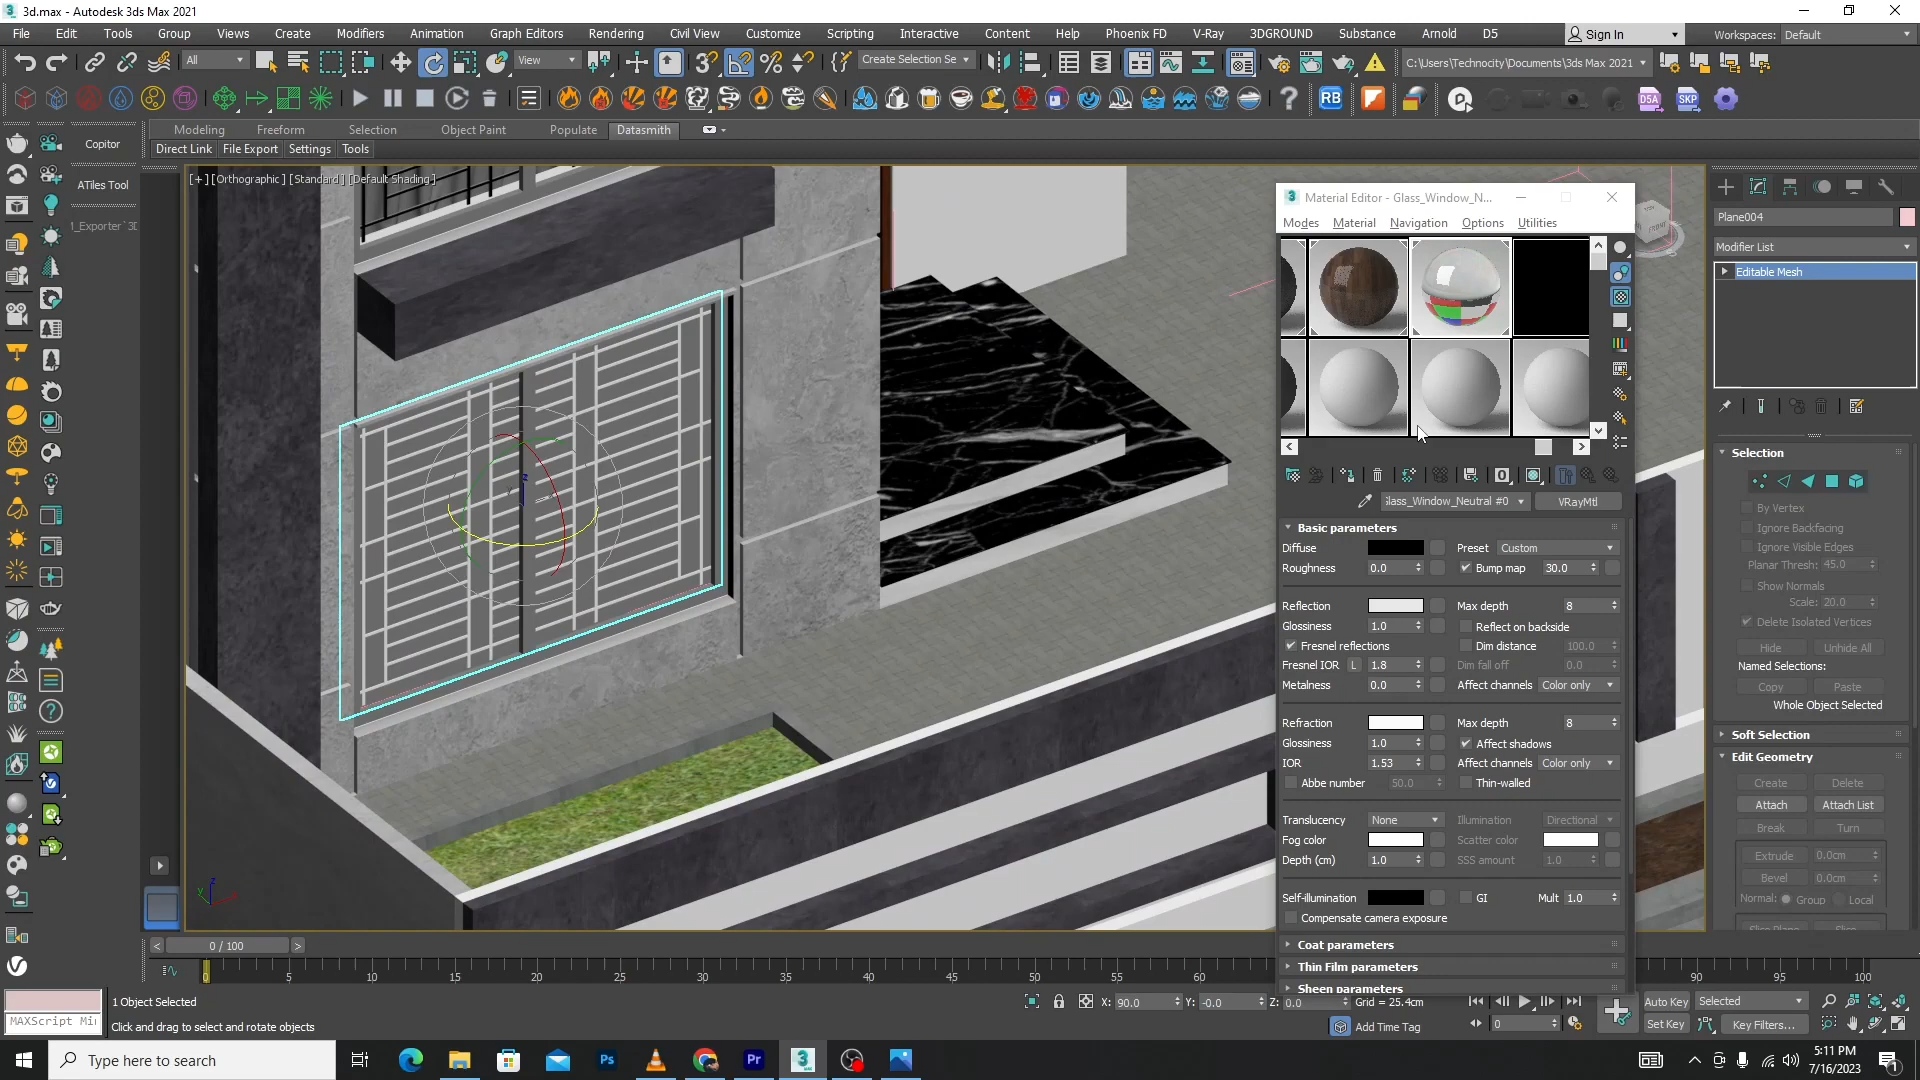 3d.max - Autodesk 3ds Max 2021
File Edit Tools Group Views Create Modifiers Animation Graph Editors Rendering Civil View Customize Scripting Interactive Content Help Phoenix FD V-Ray 3DGROUND Substance Arnold D5 Sign In Workspaces: Default
All View Create Selection Se C:\Users\Technocity\Documents\3ds Max 2021
RB D5A SKP
Modeling Freeform Selection Object Paint Populate Datasmith
Direct Link File Export Settings Tools
Copitor
ATiles Tool
[+] [Orthographic] [Standard] [Default Shading]
FRONT
Material Editor - Glass_Window_N...
Modes Material Navigation Options Utilities
Glass_Window_Neutral #0 VRayMtl
Basic parameters
Diffuse Preset Custom
Roughness 0.0 Bump map 30.0
Reflection Max depth 8
Glossiness 1.0 Reflect on backside
Fresnel reflections Dim distance 100.0
Fresnel IOR L 1.8 Dim fall off 0.0
Metalness 0.0 Affect channels Color only
Refraction Max depth 8
Glossiness 1.0 Affect shadows
IOR 1.53 Affect channels Color only
Abbe number 50.0 Thin-walled
Translucency None Illumination Directional
Fog color Scatter color
Depth (cm) 1.0 SSS amount 1.0
Self-illumination GI Mult 1.0
Compensate camera exposure
Coat parameters
Thin Film parameters
Sheen parameters
Plane004
Modifier List
Editable Mesh
Selection
By Vertex
Ignore Backfacing
Ignore Visible Edges
Planar Thresh: 45.0
Show Normals
Scale: 20.0
Delete Isolated Vertices
Hide Unhide All
Named Selections:
Copy Paste
Whole Object Selected
Soft Selection
Edit Geometry
Create Delete
Attach Attach List
Break Turn
Extrude 0.0cm
Bevel 0.0cm
Normal: Group Local
Slice Plane Slice
0 / 100
0 5 10 15 20 25 30 35 40 45 50 55 60 90 95 100
1 Object Selected
X: 90.0 Y: -0.0 Z: 0.0 Grid = 25.4cm Auto Key Selected
MAXScript Mi
Click and drag to select and rotate objects
Add Time Tag 0 Set Key Key Filters...
Type here to search
Ps Pr 3
5:11 PM
7/16/2023
1